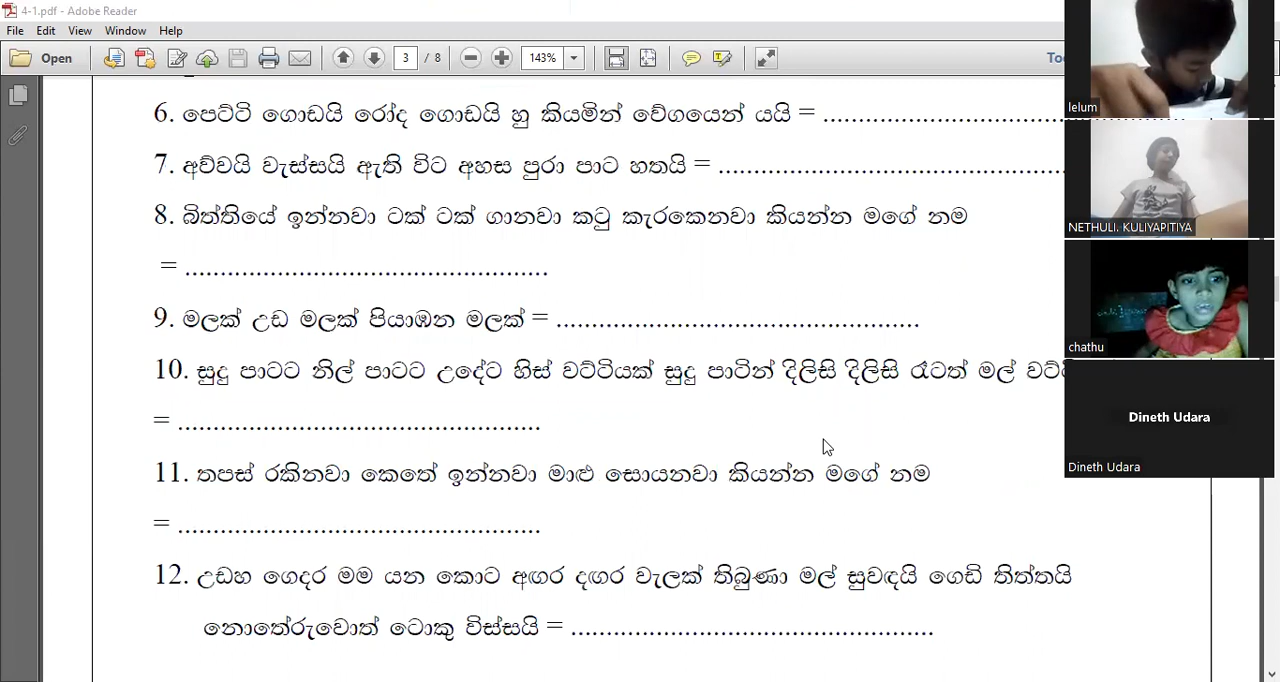 4-1.pdf - Adobe Reader
File Edit View Window Help
Open 3 / 8 143%
6. පෙට්ටි ගොඩයි රෝද ගොඩයි හු කියමින් වේගයෙන් යයි = ........................................
7. අව්වයි වැස්සයි ඇති විට අහස පුරා පාට හතයි = ........................................
8. බිත්තියේ ඉන්නවා ටක් ටක් ගානවා කටු කැරකෙනවා කියන්න මගේ නම
= ..................................................
9. මලක් උඩ මලක් පියාඹන මලක් = ..................................................
10. සුදු පාටට නිල් පාටට උදේට හිස් වට්ටියක් සුදු පාටින් දිලිසි දිලිසි රෑටත් මල්
= ..................................................
11. තපස් රකිනවා කෙතේ ඉන්නවා මාළු සොයනවා කියන්න මගේ නම
= ..................................................
12. උඩහ ගෙදර මම යන කොට අඟර දඟර වැලක් තිබුණා මල් සුවඳයි ගෙඩි තිත්තයි
නොතේරුවොත් ටොකු විස්සයි = ..................................................
lelum
NETHULI. KULIYAPITIYA
chathu
Dineth Udara
Dineth Udara